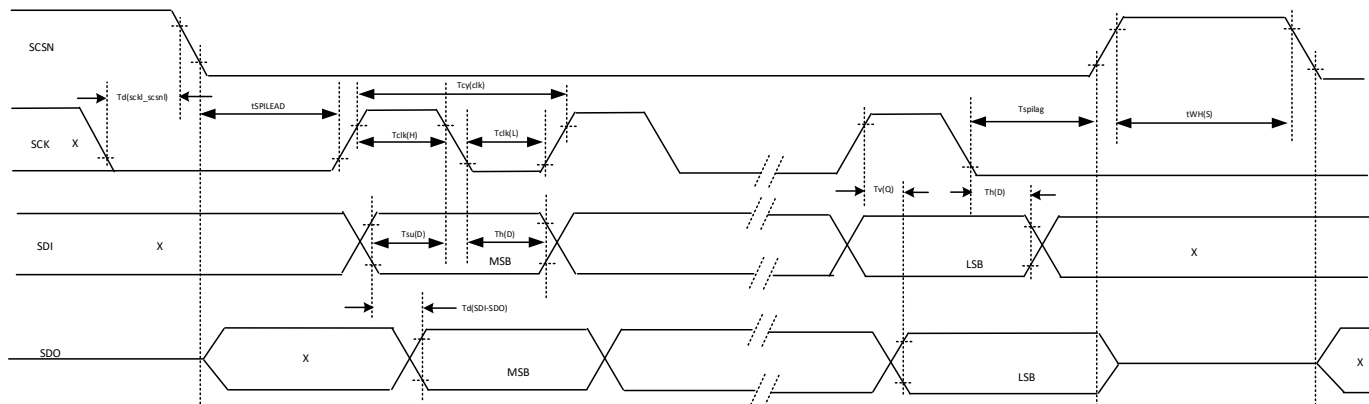 SCSN
Td(sckl_scsnl)
tSPILEAD
Tcy(clk)
Tspilag
tWH(S)
SCK X
Tclk(H)
Tclk(L)
Tv(Q)
Th(D)
SDI X
Tsu(D)
Th(D)
MSB
LSB
X
Td(SDI-SDO)
SDO
X
MSB
LSB
X